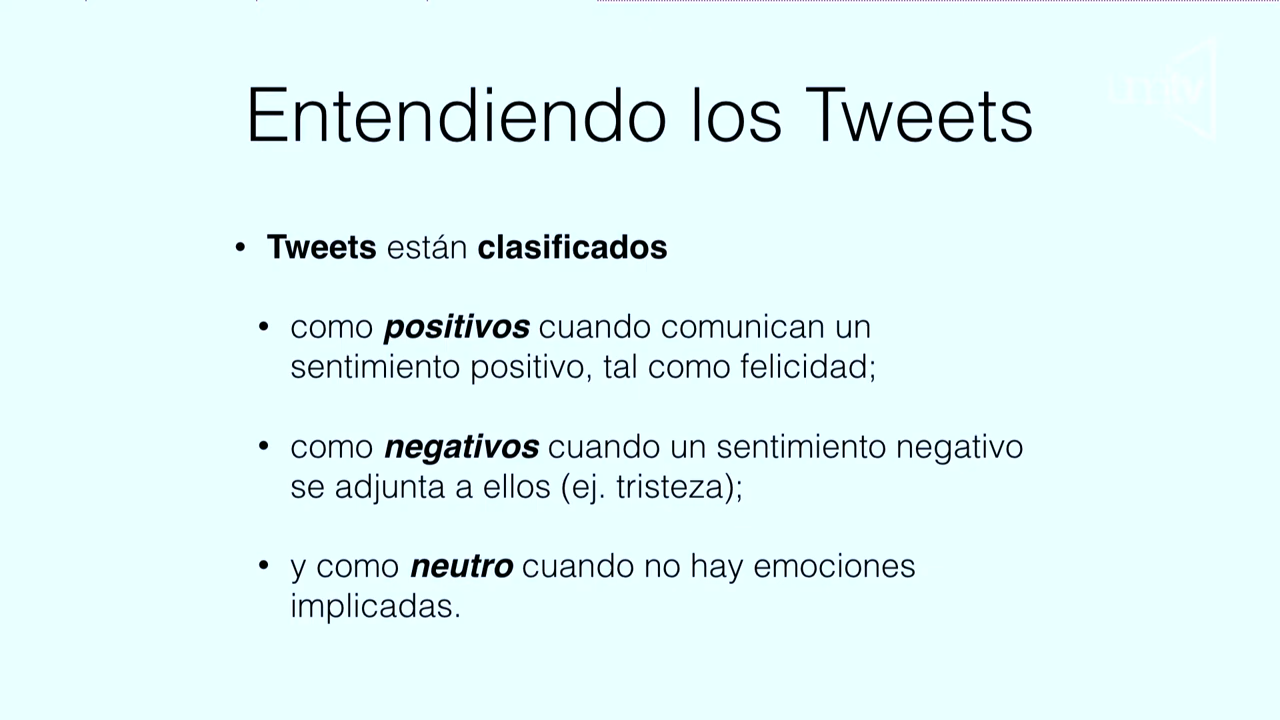 Entendiendo los Tweets
• Tweets están clasificados
• como positivos cuando comunican un
sentimiento positivo, tal como felicidad;
• como negativos cuando un sentimiento negativo
se adjunta a ellos (ej. tristeza);
• y como neutro cuando no hay emociones
implicadas.